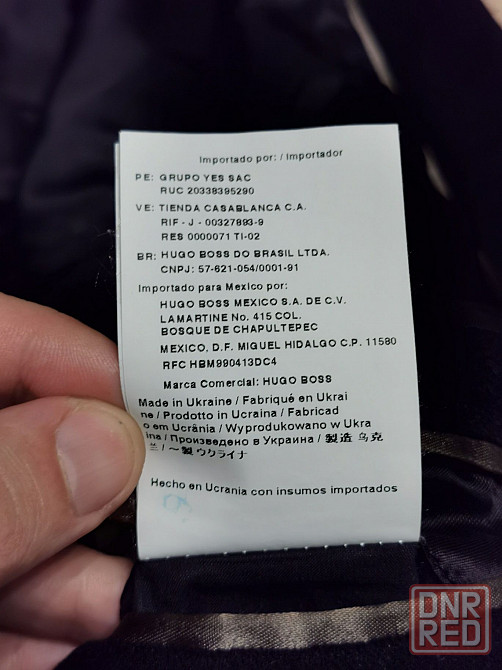 Importado por: / Importador
PE: GRUPO YES SAC
RUC 20338395290
VE: TIENDA CASABLANCA C.A.
RIF - J - 00327893-9
RES 0000071 TI-02
BR: HUGO BOSS DO BRASIL LTDA.
CNPJ: 57-621-054/0001-91
Importado para Mexico por:
HUGO BOSS MEXICO S.A. DE C.V.
LAMARTINE No. 415 COL.
BOSQUE DE CHAPULTEPEC
MEXICO, D.F. MIGUEL HIDALGO C.P. 11580
RFC HBM990413DC4
Marca Comercial: HUGO BOSS
Made in Ukraine / Fabriqué en Ukrai
ne / Prodotto in Ucraina / Fabricad
o em Ucrânia / Wyprodukowano w Ukra
ina / Произведено в Украина / 製造 乌克
兰 / ～製ウクライナ
Hecho en Ucrania con insumos importados
DNR
RED